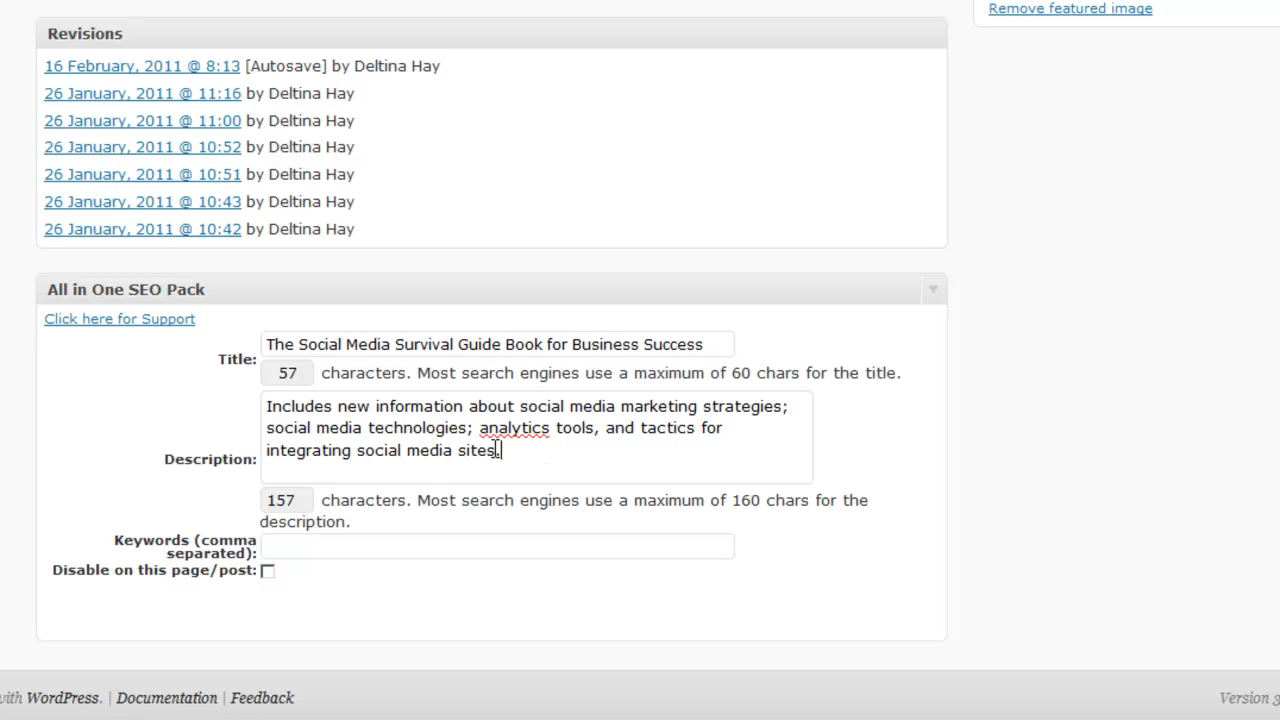 Remove featured image
Revisions
16 February, 2011 @ 8:13 [Autosave] by Deltina Hay
26 January, 2011 @ 11:16 by Deltina Hay
26 January, 2011 @ 11:00 by Deltina Hay
26 January, 2011 @ 10:52 by Deltina Hay
26 January, 2011 @ 10:51 by Deltina Hay
26 January, 2011 @ 10:43 by Deltina Hay
26 January, 2011 @ 10:42 by Deltina Hay
All in One SEO Pack
Click here for Support
Title: The Social Media Survival Guide Book for Business Success
57 characters. Most search engines use a maximum of 60 chars for the title.
Includes new information about social media marketing strategies;
social media technologies; analytics tools, and tactics for
integrating social media sites.
Description:
157 characters. Most search engines use a maximum of 160 chars for the
description.
Keywords (comma
separated):
Disable on this page/post:
with WordPress. | Documentation | Feedback
Version 3